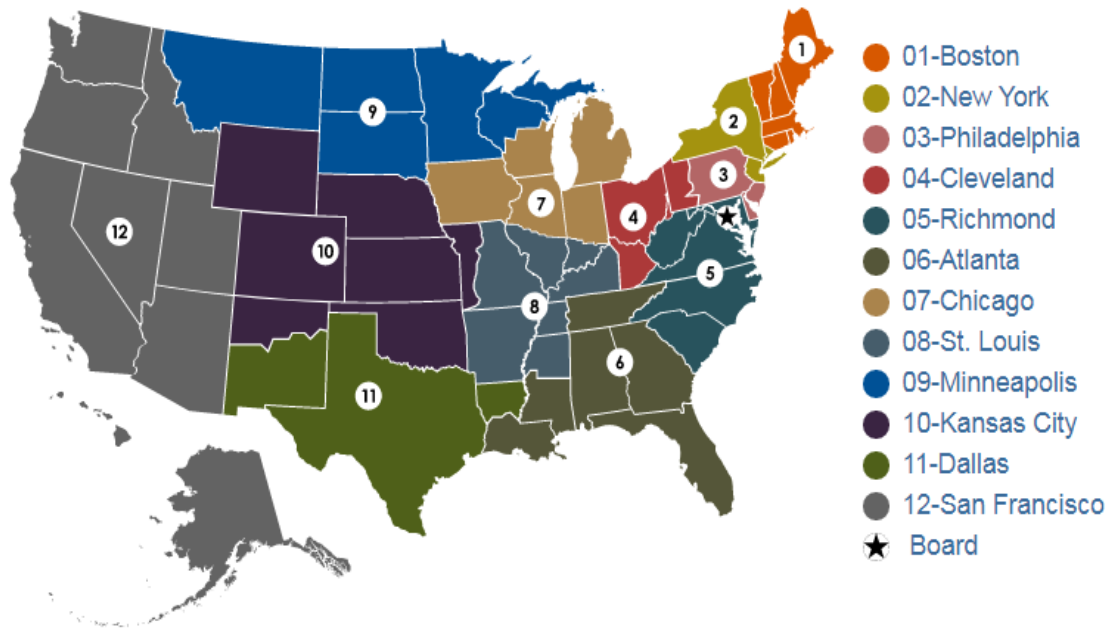 1
2
3
4
5
6
7
8
9
10
11
12
01-Boston
02-New York
03-Philadelphia
04-Cleveland
05-Richmond
06-Atlanta
07-Chicago
08-St. Louis
09-Minneapolis
10-Kansas City
11-Dallas
12-San Francisco
Board